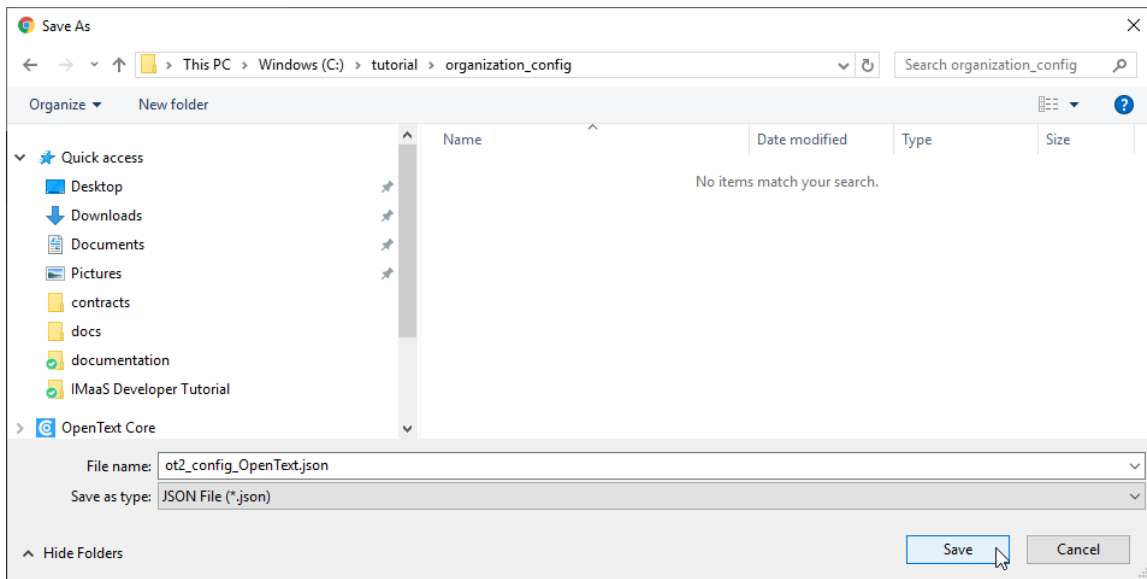 Save As
This PC > Windows (C:) > tutorial > organization_config
Search organization_config
Organize
New folder
?
Name
Date modified
Type
Size
No items match your search.
Quick access
Desktop
Downloads
Documents
Pictures
contracts
docs
documentation
IMaaS Developer Tutorial
OpenText Core
File name: ot2_config_OpenText.json
Save as type: JSON File (*.json)
Hide Folders
Save
Cancel